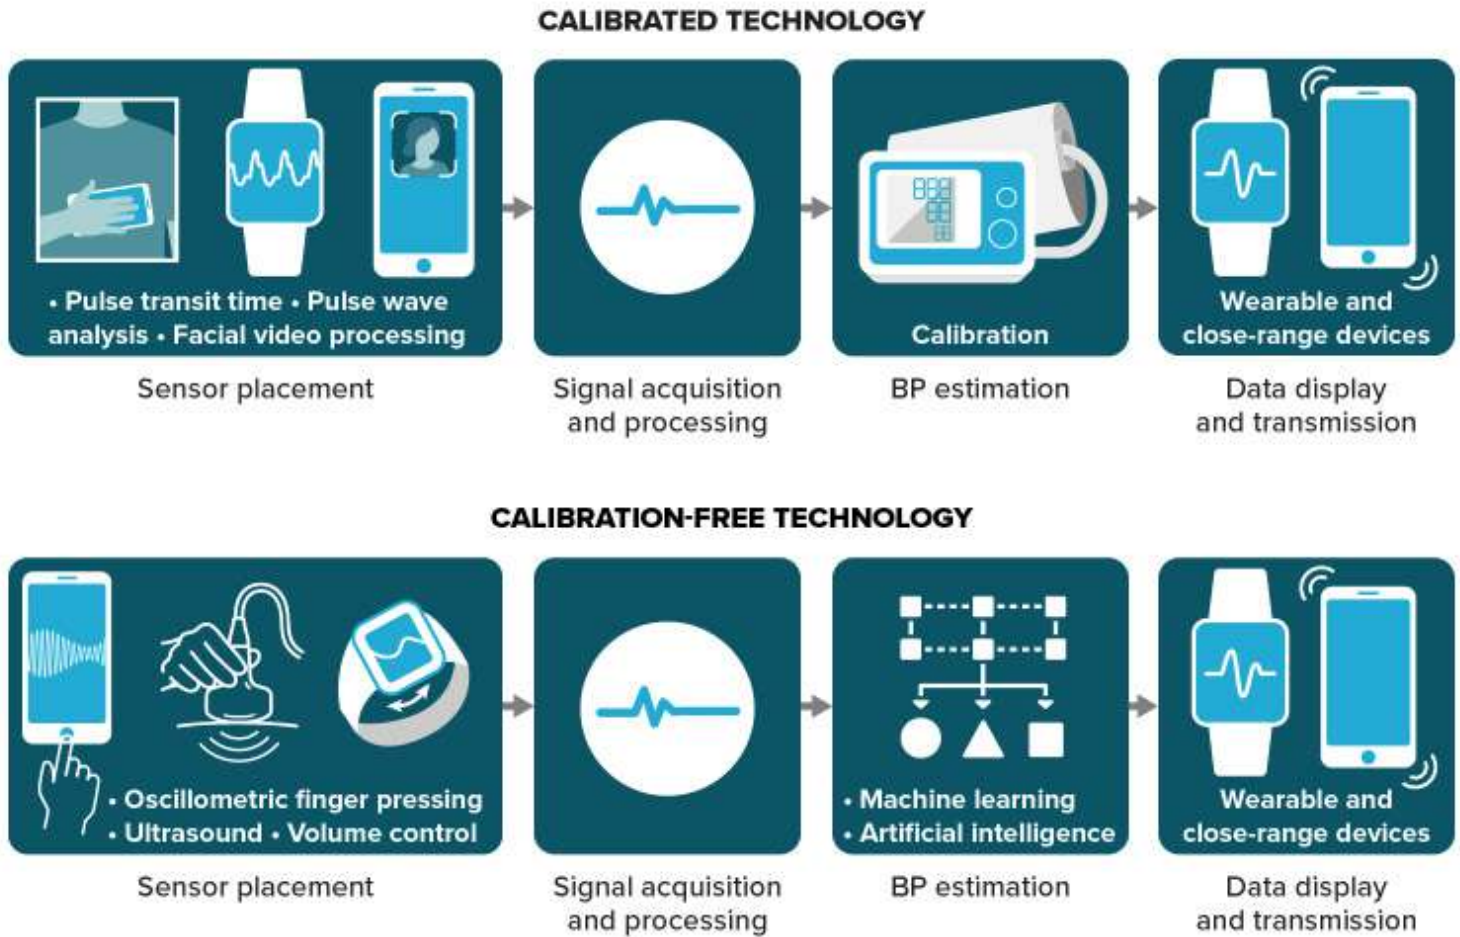 CALIBRATED TECHNOLOGY
• Pulse transit time • Pulse wave
analysis • Facial video processing
Calibration
Wearable and
close-range devices
Sensor placement
Signal acquisition
and processing
BP estimation
Data display
and transmission
CALIBRATION-FREE TECHNOLOGY
• Oscillometric finger pressing
• Ultrasound • Volume control
• Machine learning
• Artificial intelligence
Wearable and
close-range devices
Sensor placement
Signal acquisition
and processing
BP estimation
Data display
and transmission